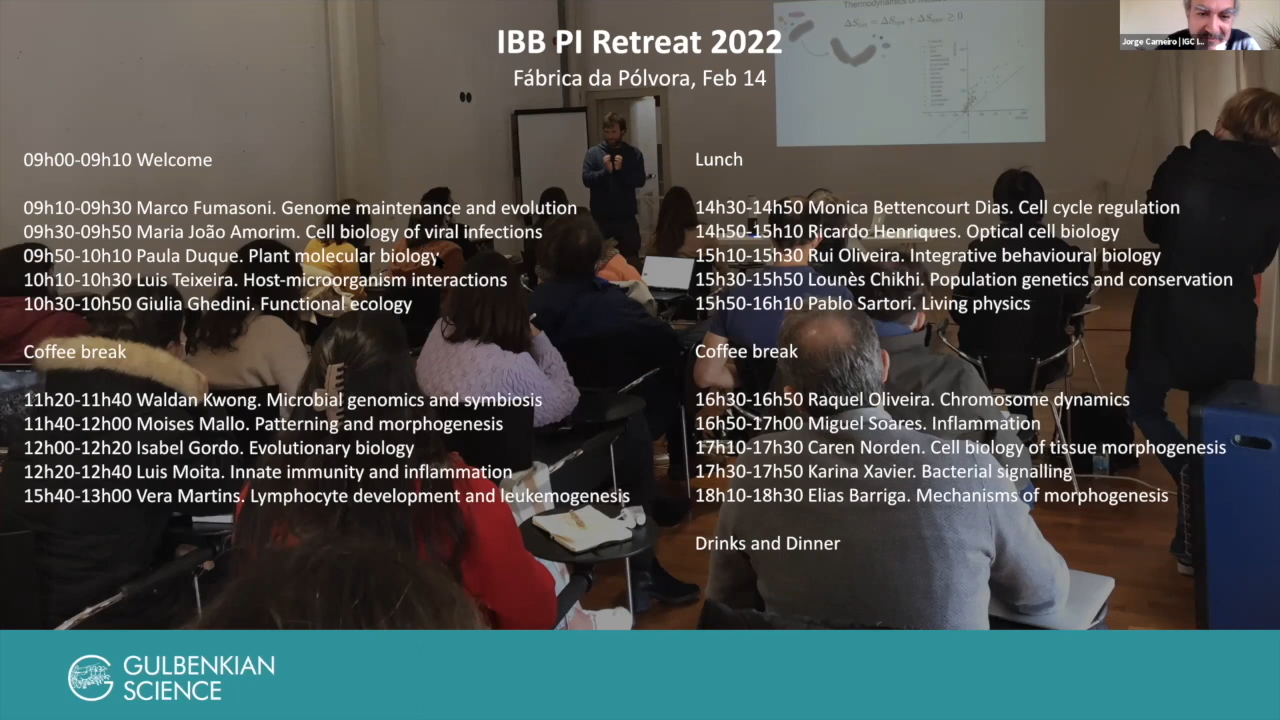 IBB PI Retreat 2022
Fábrica da Pólvora, Feb 14
09h00-09h10 Welcome
09h10-09h30 Marco Fumasoni. Genome maintenance and evolution
09h30-09h50 Maria João Amorim. Cell biology of viral infections
09h50-10h10 Paula Duque. Plant molecular biology
10h10-10h30 Luis Teixeira. Host-microorganism interactions
10h30-10h50 Giulia Ghedini. Functional ecology
Coffee break
11h20-11h40 Waldan Kwong. Microbial genomics and symbiosis
11h40-12h00 Moises Mallo. Patterning and morphogenesis
12h00-12h20 Isabel Gordo. Evolutionary biology
12h20-12h40 Luis Moita. Innate immunity and inflammation
15h40-13h00 Vera Martins. Lymphocyte development and leukemogenesis
Lunch
14h30-14h50 Monica Bettencourt Dias. Cell cycle regulation
14h50-15h10 Ricardo Henriques. Optical cell biology
15h10-15h30 Rui Oliveira. Integrative behavioural biology
15h30-15h50 Lounès Chikhi. Population genetics and conservation
15h50-16h10 Pablo Sartori. Living physics
Coffee break
16h30-16h50 Raquel Oliveira. Chromosome dynamics
16h50-17h00 Miguel Soares. Inflammation
17h10-17h30 Caren Norden. Cell biology of tissue morphogenesis
17h30-17h50 Karina Xavier. Bacterial signalling
18h10-18h30 Elias Barriga. Mechanisms of morphogenesis
Drinks and Dinner
Jorge Carneiro | IGC I...
GULBENKIAN
SCIENCE